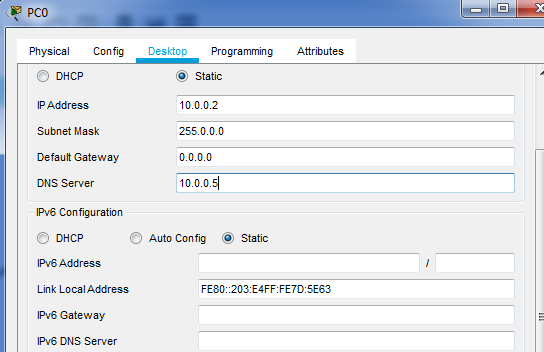 PC0
Physical Config Desktop Programming Attributes
DHCP Static
IP Address 10.0.0.2
Subnet Mask 255.0.0.0
Default Gateway 0.0.0.0
DNS Server 10.0.0.5
IPv6 Configuration
DHCP Auto Config Static
IPv6 Address /
Link Local Address FE80::203:E4FF:FE7D:5E63
IPv6 Gateway
IPv6 DNS Server